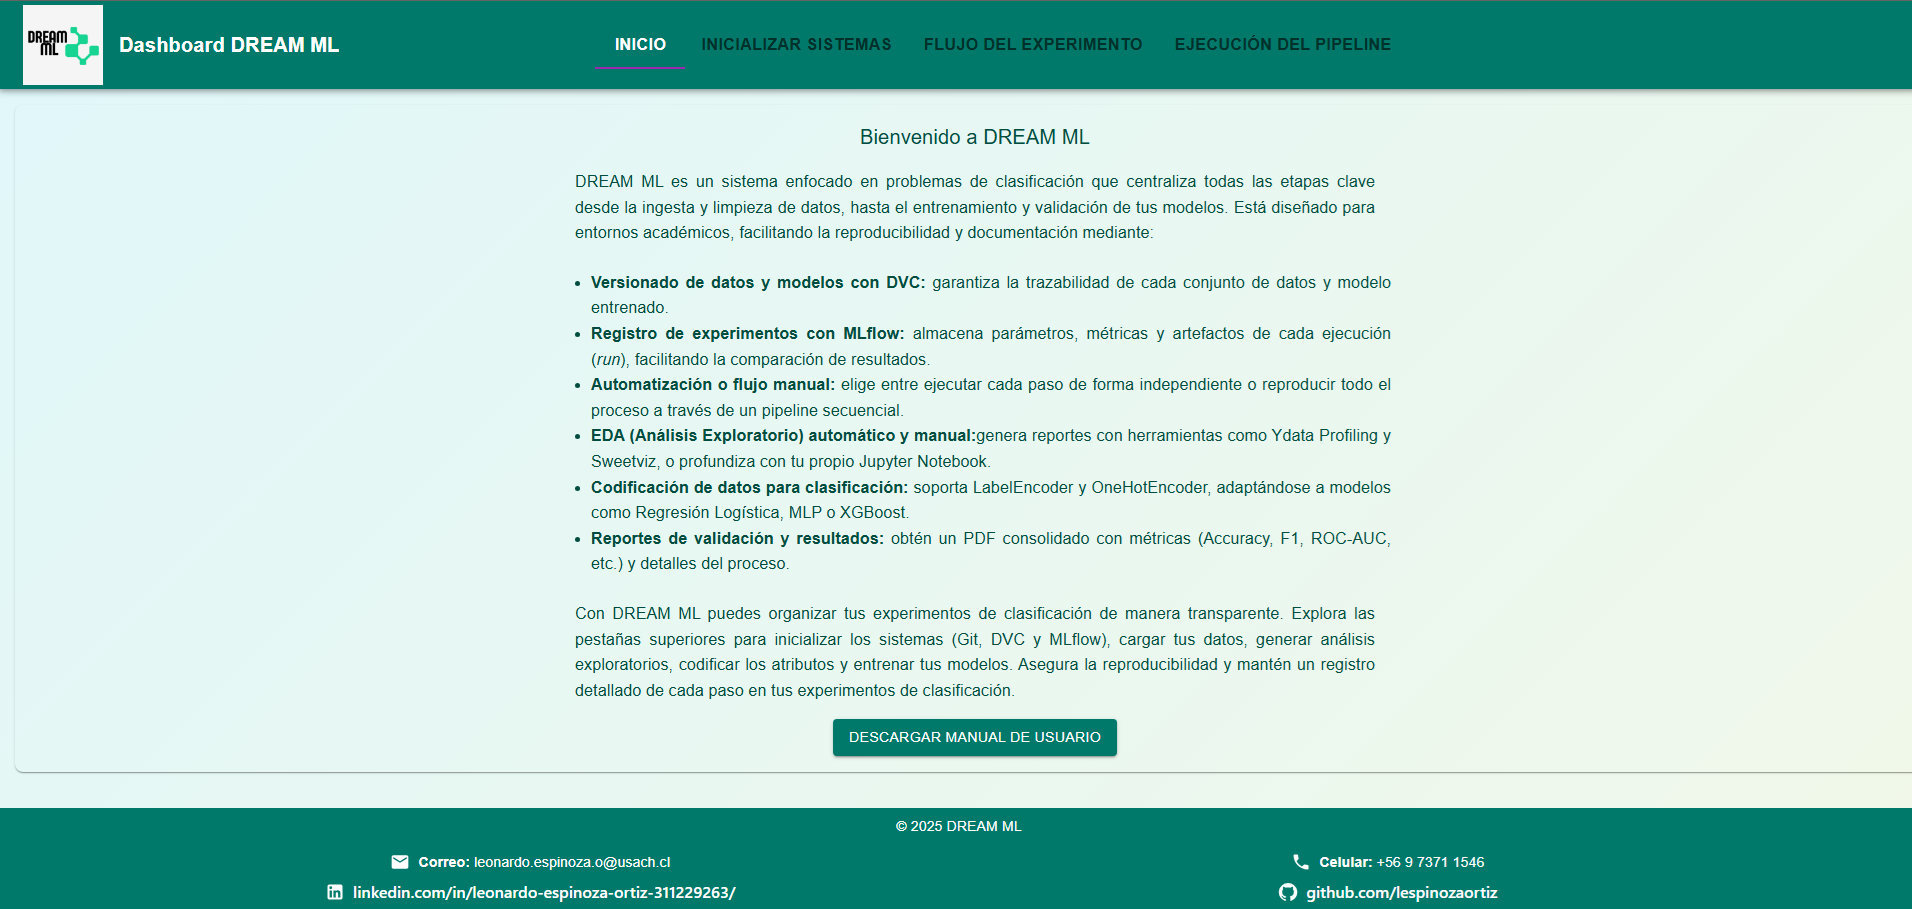 DREAM
ML
Dashboard DREAM ML
INICIO
INICIALIZAR SISTEMAS
FLUJO DEL EXPERIMENTO
EJECUCIÓN DEL PIPELINE
Bienvenido a DREAM ML
DREAM ML es un sistema enfocado en problemas de clasificación que centraliza todas las etapas clave
desde la ingesta y limpieza de datos, hasta el entrenamiento y validación de tus modelos. Está diseñado para
entornos académicos, facilitando la reproducibilidad y documentación mediante:
• Versionado de datos y modelos con DVC: garantiza la trazabilidad de cada conjunto de datos y modelo
entrenado.
• Registro de experimentos con MLflow: almacena parámetros, métricas y artefactos de cada ejecución
(run), facilitando la comparación de resultados.
• Automatización o flujo manual: elige entre ejecutar cada paso de forma independiente o reproducir todo el
proceso a través de un pipeline secuencial.
• EDA (Análisis Exploratorio) automático y manual:genera reportes con herramientas como Ydata Profiling y
Sweetviz, o profundiza con tu propio Jupyter Notebook.
• Codificación de datos para clasificación: soporta LabelEncoder y OneHotEncoder, adaptándose a modelos
como Regresión Logística, MLP o XGBoost.
• Reportes de validación y resultados: obtén un PDF consolidado con métricas (Accuracy, F1, ROC-AUC,
etc.) y detalles del proceso.
Con DREAM ML puedes organizar tus experimentos de clasificación de manera transparente. Explora las
pestañas superiores para inicializar los sistemas (Git, DVC y MLflow), cargar tus datos, generar análisis
exploratorios, codificar los atributos y entrenar tus modelos. Asegura la reproducibilidad y mantén un registro
detallado de cada paso en tus experimentos de clasificación.
DESCARGAR MANUAL DE USUARIO
© 2025 DREAM ML
Correo: leonardo.espinoza.o@usach.cl
Celular: +56 9 7371 1546
linkedin.com/in/leonardo-espinoza-ortiz-311229263/
github.com/lespinozaortiz